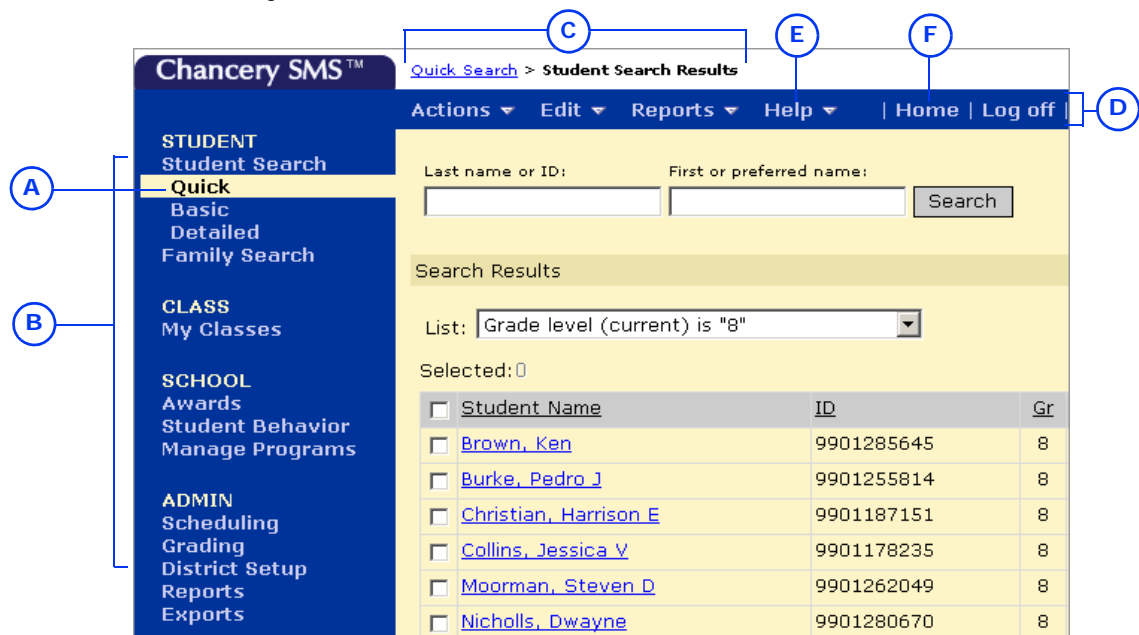 C
E
F
Chancery SMS™
Quick Search > Student Search Results
Actions Edit Reports Help | Home | Log off |
D
STUDENT
Student Search
A
Quick
Basic
Detailed
Family Search
B
CLASS
My Classes
SCHOOL
Awards
Student Behavior
Manage Programs
ADMIN
Scheduling
Grading
District Setup
Reports
Exports
Last name or ID: First or preferred name:
Search
Search Results
List: Grade level (current) is "8"
Selected:0
Student Name ID Gr
Brown, Ken 9901285645 8
Burke, Pedro J 9901255814 8
Christian, Harrison E 9901187151 8
Collins, Jessica V 9901178235 8
Moorman, Steven D 9901262049 8
Nicholls, Dwayne 9901280670 8